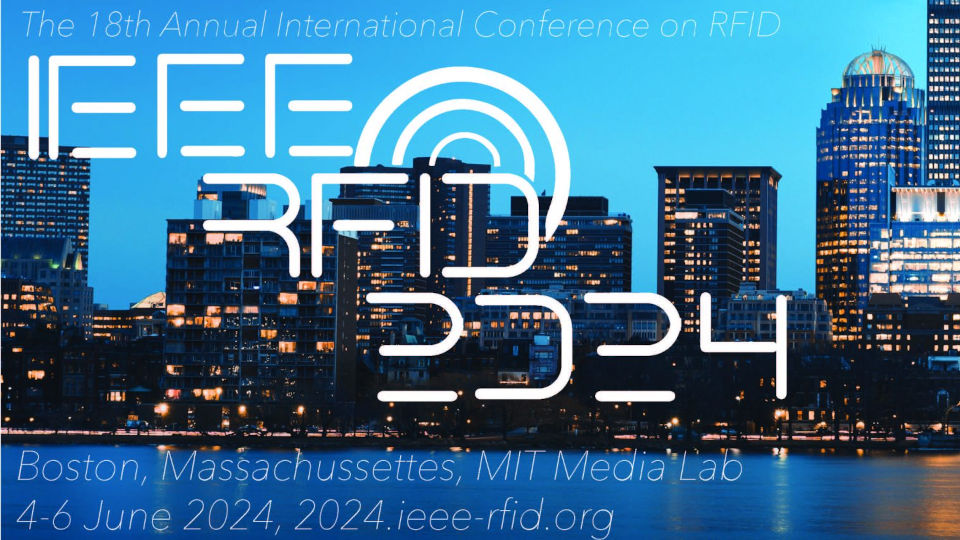 The 18th Annual International Conference on RFID
IEEE
RFID
2024
Boston, Massachussettes, MIT Media Lab
4-6 June 2024, 2024.ieee-rfid.org